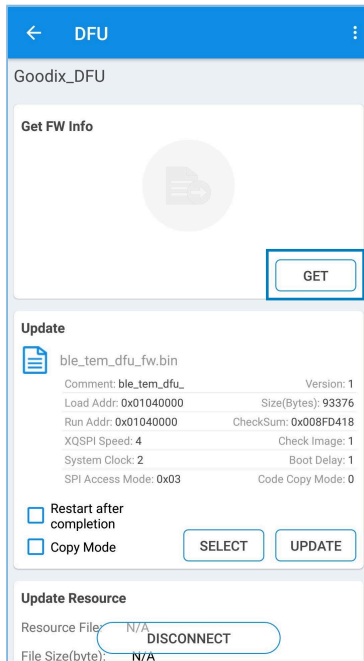 DFU
Goodix_DFU
Get FW Info
GET
Update
ble_tem_dfu_fw.bin
Comment: ble_tem_dfu_ Version: 1
Load Addr: 0x01040000 Size(Bytes): 93376
Run Addr: 0x01040000 CheckSum: 0x008FD418
XQSPI Speed: 4 Check Image: 1
System Clock: 2 Boot Delay: 1
SPI Access Mode: 0x03 Code Copy Mode: 0
Restart after
completion
Copy Mode SELECT UPDATE
Update Resource
Resource File: N/A
DISCONNECT
File Size(byte): N/A